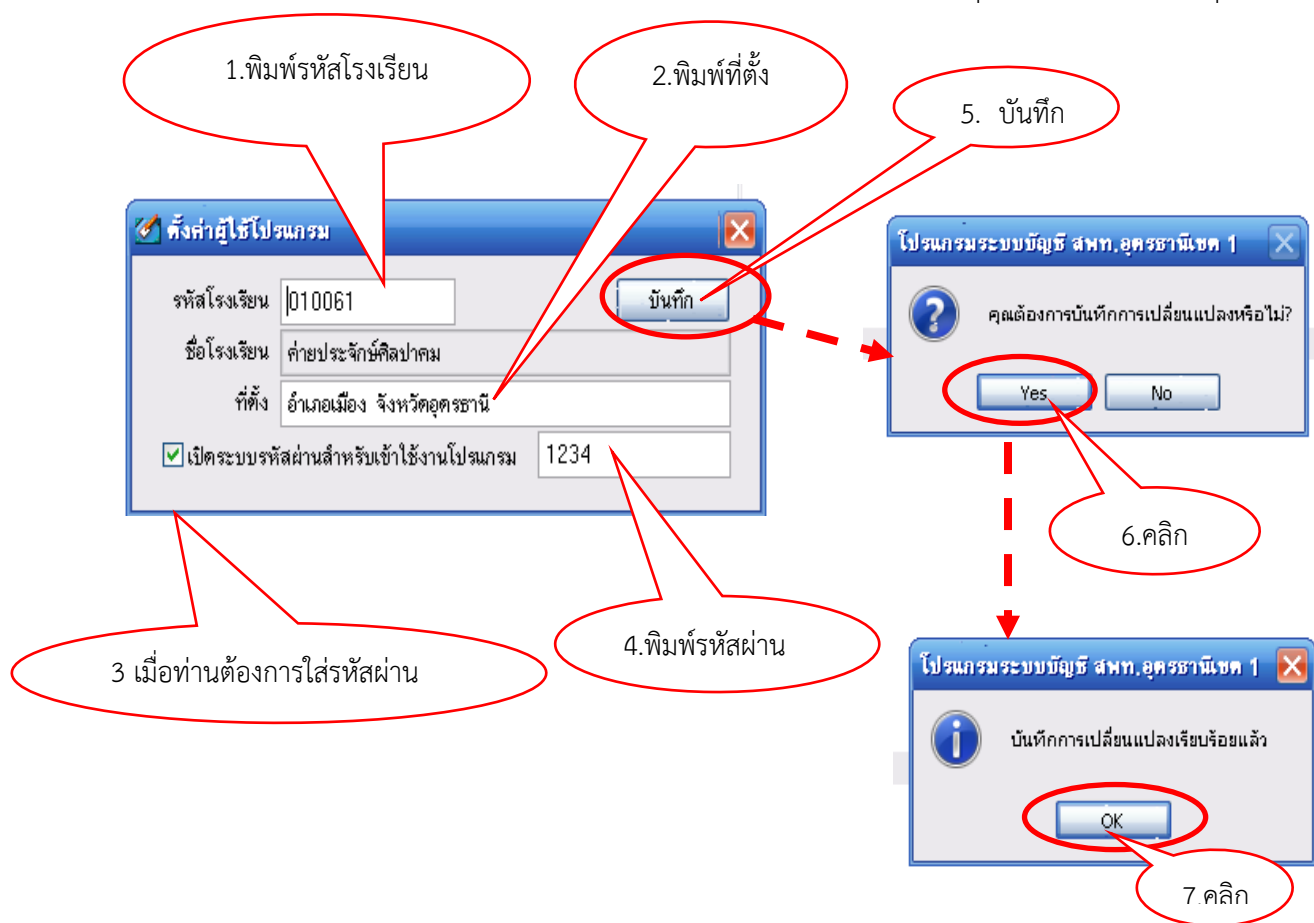 1.พิมพ์รหัสโรงเรียน
2.พิมพ์ที่ตั้ง
5. บันทึก
ตั้งค่าผู้ใช้โปรแกรม
รหัสโรงเรียน 010061 บันทึก
ชื่อโรงเรียน ค่ายประจักษ์ศิลปาคม
ที่ตั้ง อำเภอเมือง จังหวัดอุดรธานี
เปิดระบบรหัสผ่านสำหรับเข้าใช้งานโปรแกรม 1234
โปรแกรมระบบบัญชี สพท.อุดรธานีเขต 1
คุณต้องการบันทึกการเปลี่ยนแปลงหรือไม่?
Yes No
6.คลิก
3 เมื่อท่านต้องการใส่รหัสผ่าน
4.พิมพ์รหัสผ่าน
โปรแกรมระบบบัญชี สพท.อุดรธานีเขต 1
บันทึกการเปลี่ยนแปลงเรียบร้อยแล้ว
OK
7.คลิก